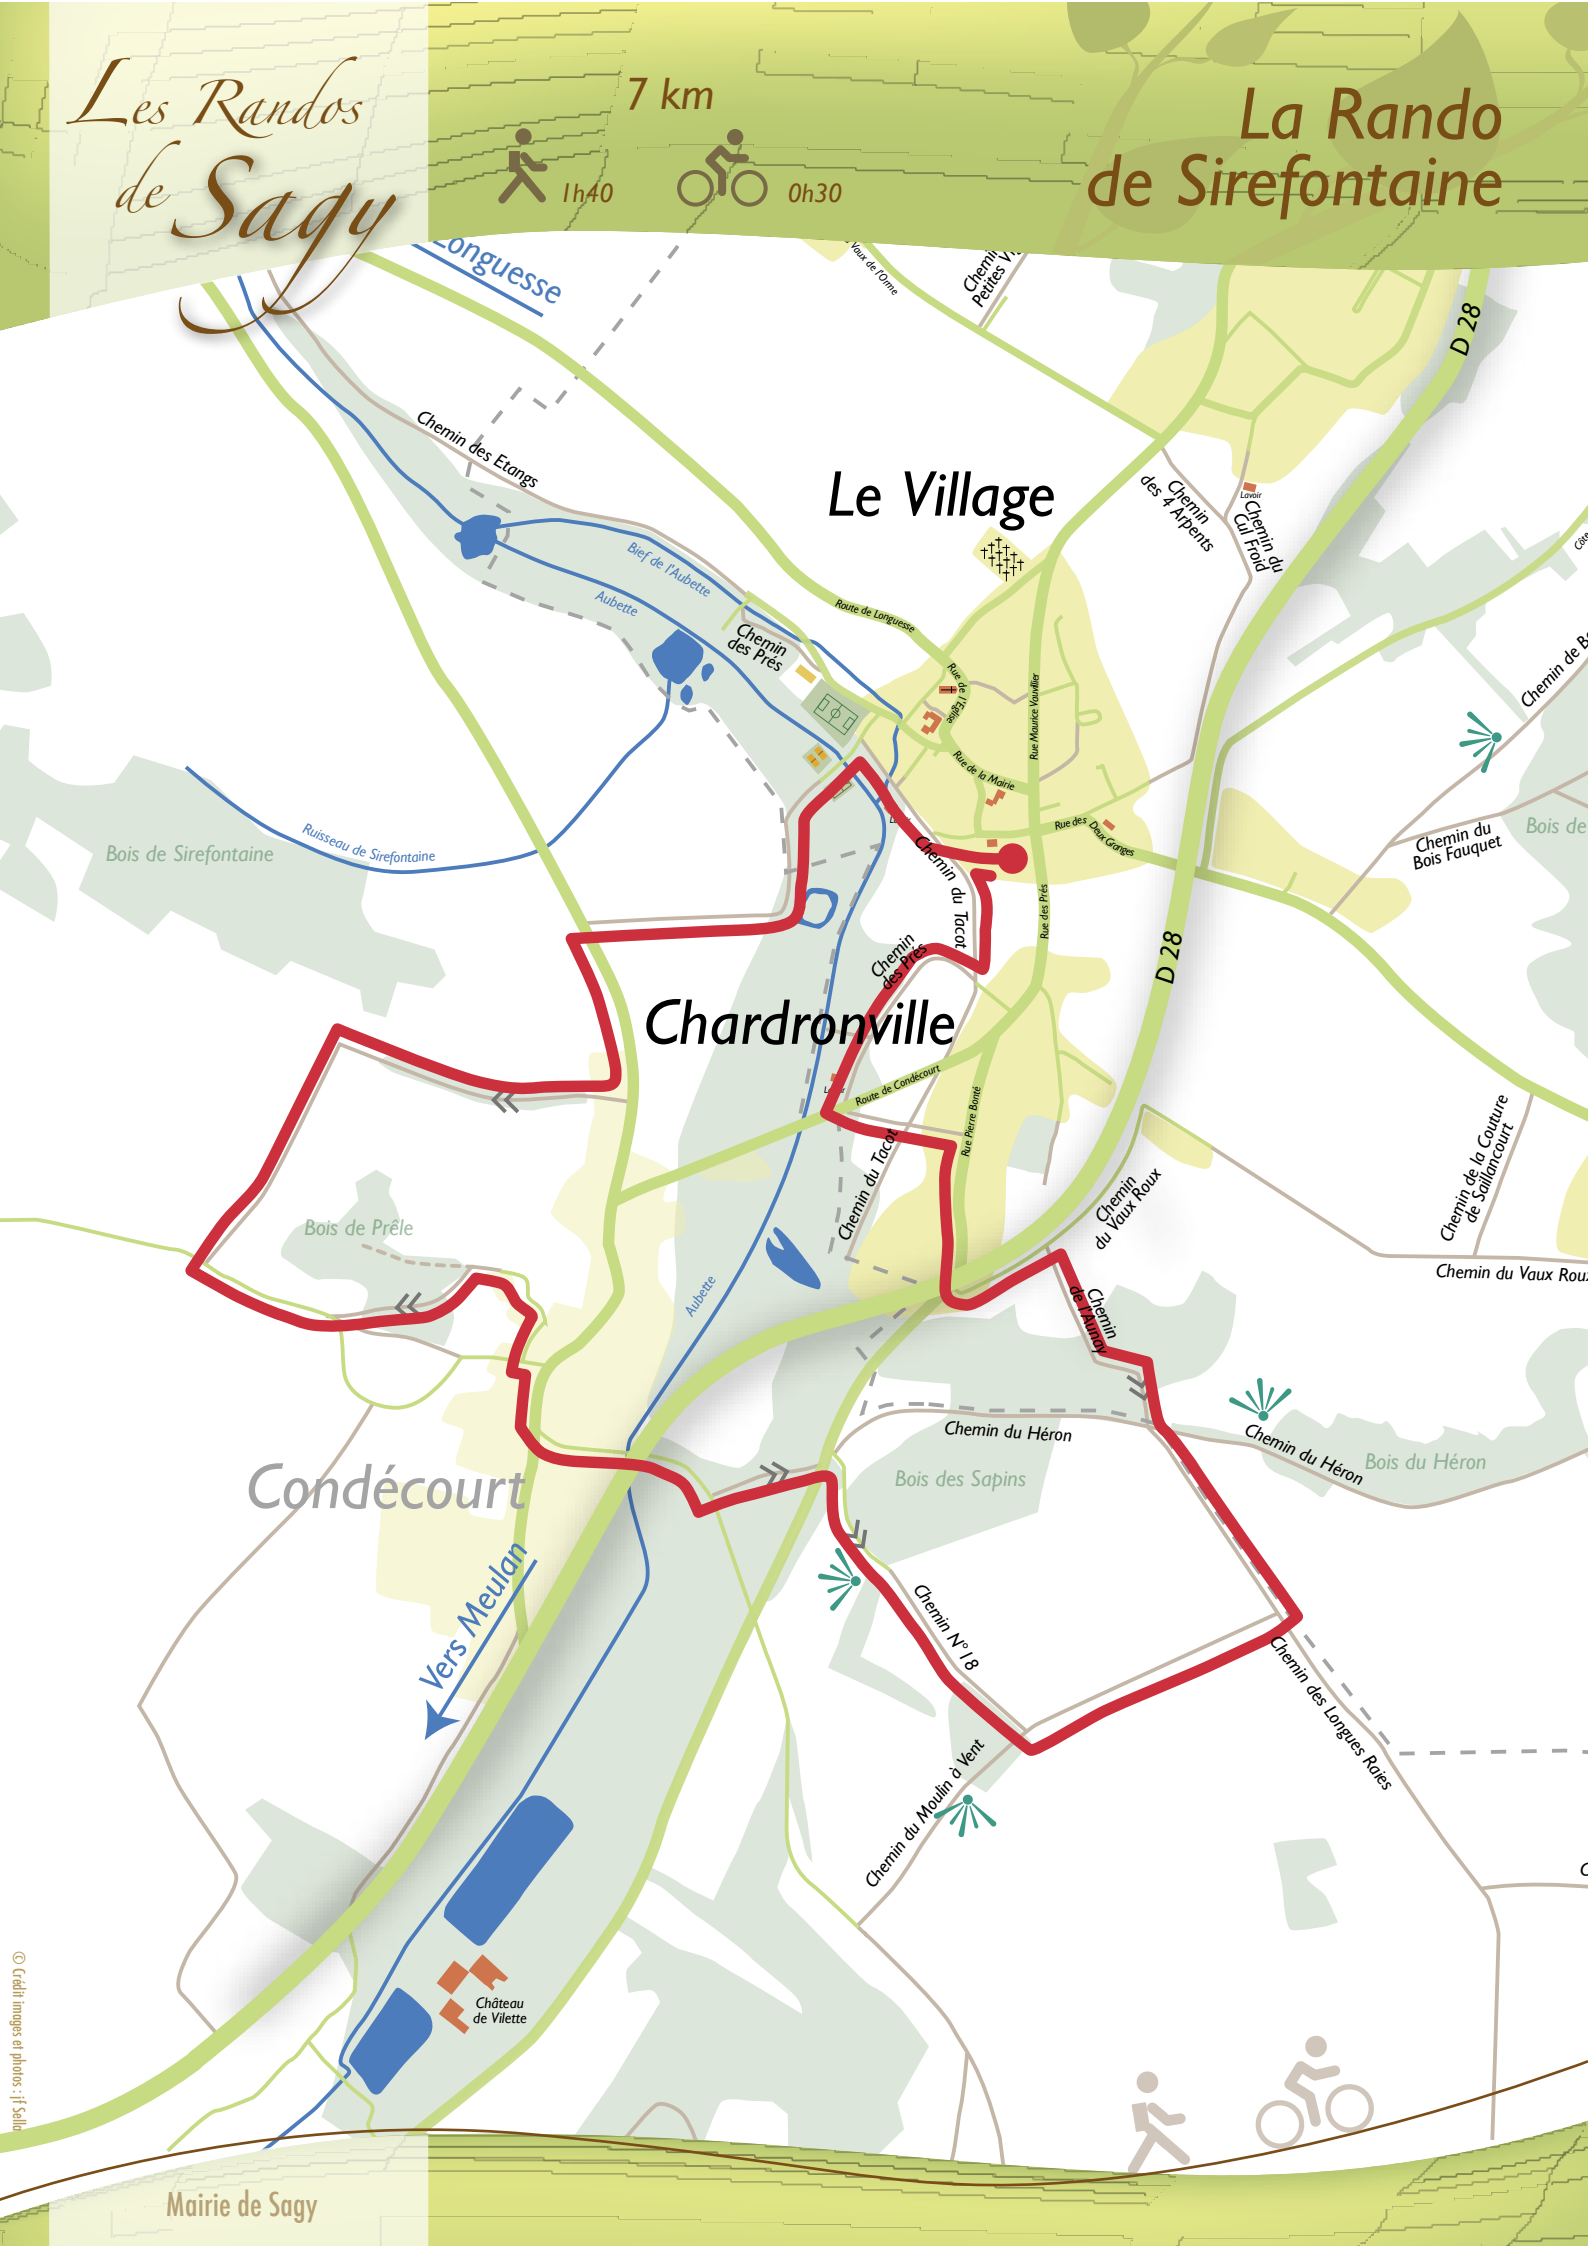 Les Randos
de Sagy
7 km
1h40
0h30
La Rando
de Sirefontaine
Longuesse
Vaux de l'Orme
Chemin
Petites
D 28
Chemin des Etangs
Le Village
Chemin
des 4 Arpents
Lavoir
Chemin du
Cul Froid
Côte
Bief de l'Aubette
Aubette
Route de Longuesse
Chemin
des Prés
Rue de l'Eglise
Rue Maurice Vauvillier
Chemin de
Rue de la Mairie
Ruisseau de Sirefontaine
Bois de Sirefontaine
Rue des Deux Granges
Chemin du
Bois Fauquet
Bois de
Chemin du Tacot
Rue des Prés
D 28
Chemin
des Prés
Chardronville
Route de Condécourt
Rue Pierre Bonté
Chemin du Tacot
Chemin de la Couture
de Saillancourt
Chemin
du Vaux Roux
Bois de Prêle
Chemin du Vaux Roux
Aubette
Chemin
de l'Aunay
Chemin du Héron
Chemin du Héron
Bois du Héron
Bois des Sapins
Condécourt
Vers Meulan
Chemin N°18
Chemin des Longues Raies
Chemin du Moulin à Vent
C
Château
de Vilette
© Crédit images et photos : jf Sella
Mairie de Sagy